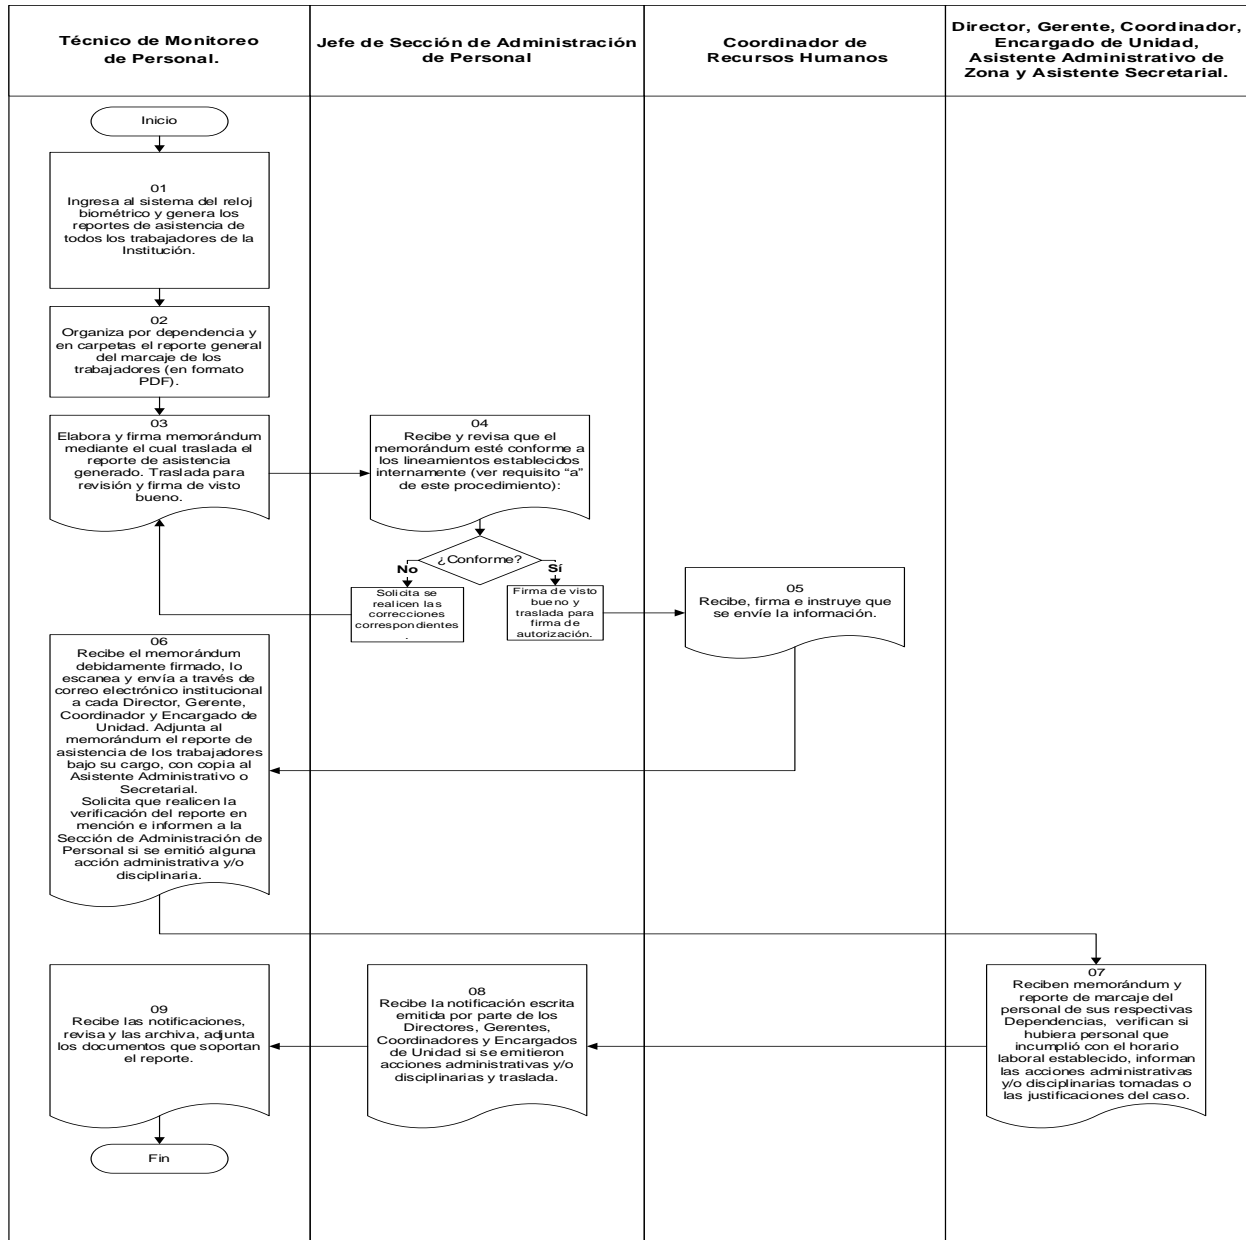 Técnico de Monitoreo
de Personal.
Jefe de Sección de Administración
de Personal
Coordinador de
Recursos Humanos
Director, Gerente, Coordinador,
Encargado de Unidad,
Asistente Administrativo de
Zona y Asistente Secretarial.
Inicio
01
Ingresa al sistema del reloj
biométrico y genera los
reportes de asistencia de
todos los trabajadores de la
Institución.
02
Organiza por dependencia y
en carpetas el reporte general
del marcaje de los
trabajadores (en formato
PDF).
03
Elabora y firma memorándum
mediante el cual traslada el
reporte de asistencia
generado. Traslada para
revisión y firma de visto
bueno.
04
Recibe y revisa que el
memorándum esté conforme a
los lineamientos establecidos
internamente (ver requisito “a”
de este procedimiento):
¿Conforme?
No
Sí
Solicita se
realicen las
correcciones
correspondientes
.
Firma de visto
bueno y
traslada para
firma de
autorización.
05
Recibe, firma e instruye que
se envíe la información.
06
Recibe el memorándum
debidamente firmado, lo
escanea y envía a través de
correo electrónico institucional
a cada Director, Gerente,
Coordinador y Encargado de
Unidad. Adjunta al
memorándum el reporte de
asistencia de los trabajadores
bajo su cargo, con copia al
Asistente Administrativo o
Secretarial.
Solicita que realicen la
verificación del reporte en
mención e informen a la
Sección de Administración de
Personal si se emitió alguna
acción administrativa y/o
disciplinaria.
07
Reciben memorándum y
reporte de marcaje del
personal de sus respectivas
Dependencias, verifican si
hubiera personal que
incumplió con el horario
laboral establecido, informan
las acciones administrativas
y/o disciplinarias tomadas o
las justificaciones del caso.
08
Recibe la notificación escrita
emitida por parte de los
Directores, Gerentes,
Coordinadores y Encargados
de Unidad si se emitieron
acciones administrativas y/o
disciplinarias y traslada.
09
Recibe las notificaciones,
revisa y las archiva, adjunta
los documentos que soportan
el reporte.
Fin